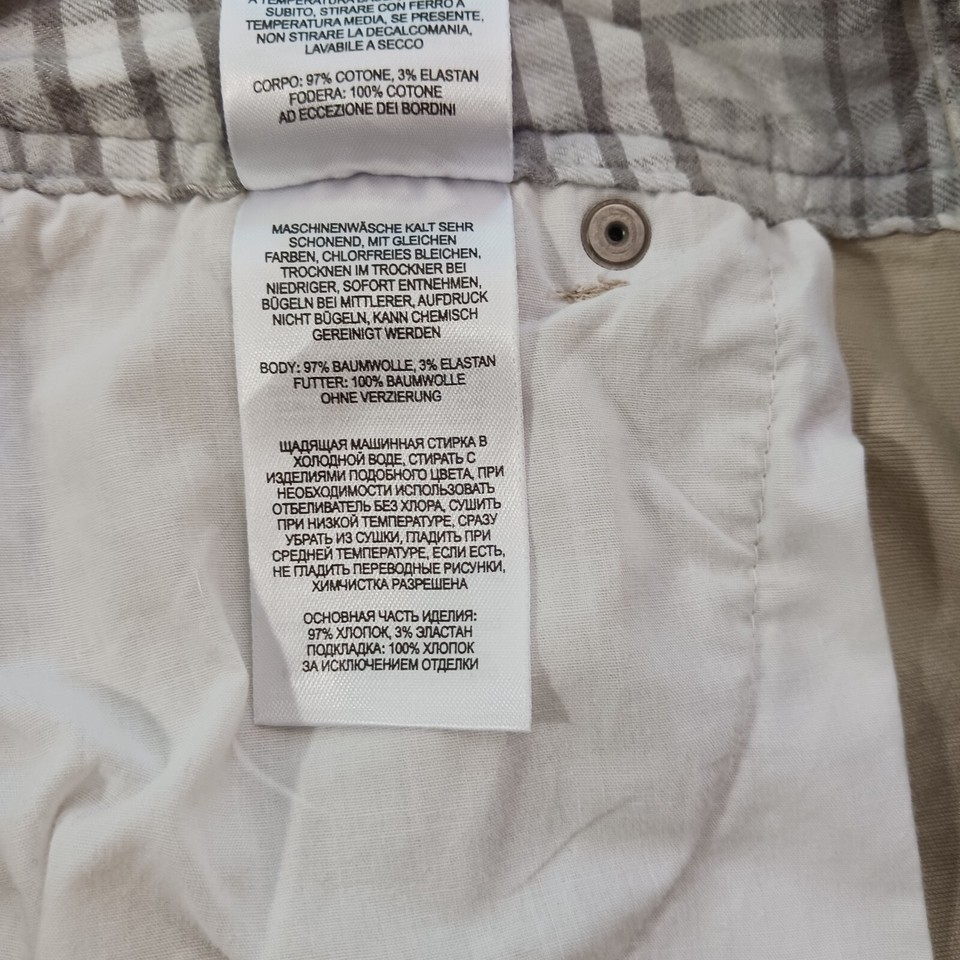 A TEMPERATURA
SUBITO, STIRARE CON FERRO A
TEMPERATURA MEDIA, SE PRESENTE,
NON STIRARE LA DECALCOMANIA,
LAVABILE A SECCO
CORPO: 97% COTONE, 3% ELASTAN
FODERA: 100% COTONE
AD ECCEZIONE DEI BORDINI
MASCHINENWÄSCHE KALT SEHR
SCHONEND, MIT GLEICHEN
FARBEN, CHLORFREIES BLEICHEN,
TROCKNEN IM TROCKNER BEI
NIEDRIGER, SOFORT ENTNEHMEN,
BÜGELN BEI MITTLERER, AUFDRUCK
NICHT BÜGELN, KANN CHEMISCH
GEREINIGT WERDEN
BODY: 97% BAUMWOLLE, 3% ELASTAN
FUTTER: 100% BAUMWOLLE
OHNE VERZIERUNG
ЩАДЯЩАЯ МАШИННАЯ СТИРКА В
ХОЛОДНОЙ ВОДЕ, СТИРАТЬ С
ИЗДЕЛИЯМИ ПОДОБНОГО ЦВЕТА, ПРИ
НЕОБХОДИМОСТИ ИСПОЛЬЗОВАТЬ
ОТБЕЛИВАТЕЛЬ БЕЗ ХЛОРА, СУШИТЬ
ПРИ НИЗКОЙ ТЕМПЕРАТУРЕ, СРАЗУ
УБРАТЬ ИЗ СУШКИ, ГЛАДИТЬ ПРИ
СРЕДНЕЙ ТЕМПЕРАТУРЕ, ЕСЛИ ЕСТЬ,
НЕ ГЛАДИТЬ ПЕРЕВОДНЫЕ РИСУНКИ,
ХИМЧИСТКА РАЗРЕШЕНА
ОСНОВНАЯ ЧАСТЬ ИДЕЛИЯ:
97% ХЛОПОК, 3% ЭЛАСТАН
ПОДКЛАДКА: 100% ХЛОПОК
ЗА ИСКЛЮЧЕНИЕМ ОТДЕЛКИ